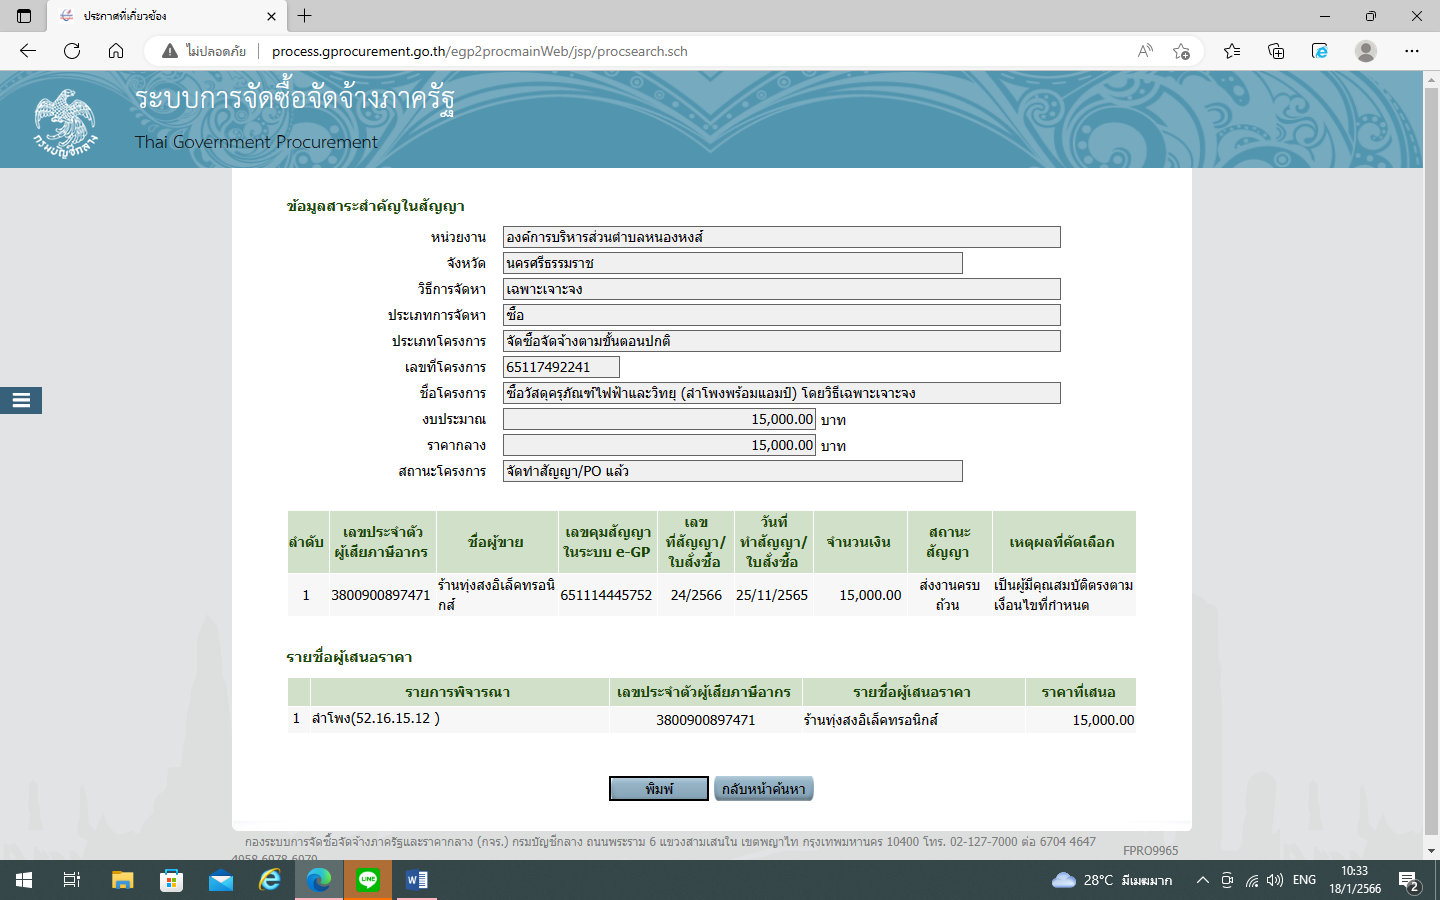 ประกาศที่เกี่ยวข้อง
ไม่ปลอดภัย
process.gprocurement.go.th/egp2procmainWeb/jsp/procsearch.sch
ระบบการจัดซื้อจัดจ้างภาครัฐ
Thai Government Procurement
กรมบัญชีกลาง
ข้อมูลสาระสำคัญในสัญญา
หน่วยงาน องค์การบริหารส่วนตำบลหนองหงส์
จังหวัด นครศรีธรรมราช
วิธีการจัดหา เฉพาะเจาะจง
ประเภทการจัดหา ซื้อ
ประเภทโครงการ จัดซื้อจัดจ้างตามขั้นตอนปกติ
เลขที่โครงการ 65117492241
ชื่อโครงการ ซื้อวัสดุครุภัณฑ์ไฟฟ้าและวิทยุ (ลำโพงพร้อมแอมป์) โดยวิธีเฉพาะเจาะจง
งบประมาณ 15,000.00 บาท
ราคากลาง 15,000.00 บาท
สถานะโครงการ จัดทำสัญญา/PO แล้ว
ลำดับ เลขประจำตัวผู้เสียภาษีอากร ชื่อผู้ขาย เลขคุมสัญญาในระบบ e-GP เลขที่สัญญา/ใบสั่งซื้อ วันที่ทำสัญญา/ใบสั่งซื้อ จำนวนเงิน สถานะสัญญา เหตุผลที่คัดเลือก
1 3800900897471 ร้านทุ่งสงอิเล็คทรอนิกส์ 651114445752 24/2566 25/11/2565 15,000.00 ส่งงานครบถ้วน เป็นผู้มีคุณสมบัติตรงตามเงื่อนไขที่กำหนด
รายชื่อผู้เสนอราคา
รายการพิจารณา เลขประจำตัวผู้เสียภาษีอากร รายชื่อผู้เสนอราคา ราคาที่เสนอ
1 ลำโพง(52.16.15.12 ) 3800900897471 ร้านทุ่งสงอิเล็คทรอนิกส์ 15,000.00
พิมพ์ กลับหน้าค้นหา
กองระบบการจัดซื้อจัดจ้างภาครัฐและราคากลาง (กจร.) กรมบัญชีกลาง ถนนพระราม 6 แขวงสามเสนใน เขตพญาไท กรุงเทพมหานคร 10400 โทร. 02-127-7000 ต่อ 6704 4647
4958 6978 6979
FPRO9965
28°C มีเมฆมาก
ENG
10:33
18/1/2566
2